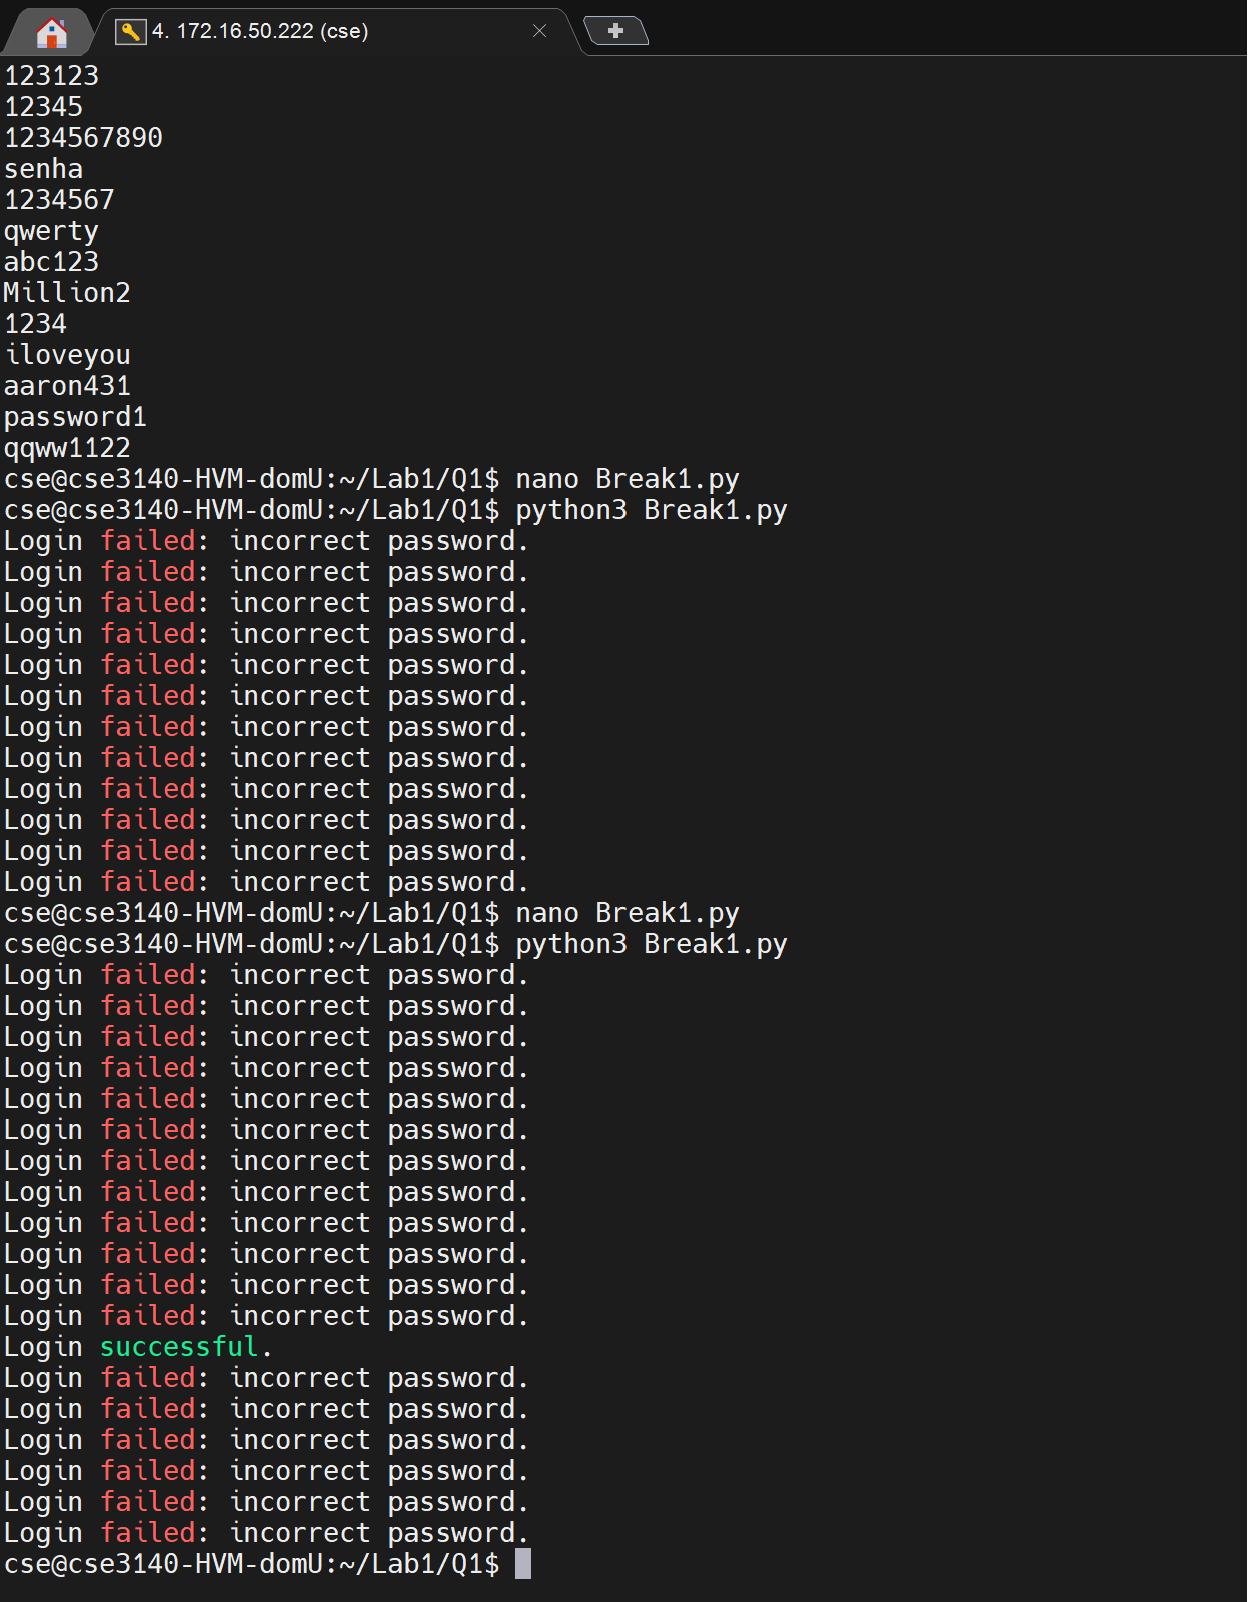 4. 172.16.50.222 (cse)
123123
12345
1234567890
senha
1234567
qwerty
abc123
Million2
1234
iloveyou
aaron431
password1
qqww1122
cse@cse3140-HVM-domU:~/Lab1/Q1$ nano Break1.py
cse@cse3140-HVM-domU:~/Lab1/Q1$ python3 Break1.py
Login failed: incorrect password.
Login failed: incorrect password.
Login failed: incorrect password.
Login failed: incorrect password.
Login failed: incorrect password.
Login failed: incorrect password.
Login failed: incorrect password.
Login failed: incorrect password.
Login failed: incorrect password.
Login failed: incorrect password.
Login failed: incorrect password.
Login failed: incorrect password.
cse@cse3140-HVM-domU:~/Lab1/Q1$ nano Break1.py
cse@cse3140-HVM-domU:~/Lab1/Q1$ python3 Break1.py
Login failed: incorrect password.
Login failed: incorrect password.
Login failed: incorrect password.
Login failed: incorrect password.
Login failed: incorrect password.
Login failed: incorrect password.
Login failed: incorrect password.
Login failed: incorrect password.
Login failed: incorrect password.
Login failed: incorrect password.
Login failed: incorrect password.
Login failed: incorrect password.
Login successful.
Login failed: incorrect password.
Login failed: incorrect password.
Login failed: incorrect password.
Login failed: incorrect password.
Login failed: incorrect password.
Login failed: incorrect password.
cse@cse3140-HVM-domU:~/Lab1/Q1$